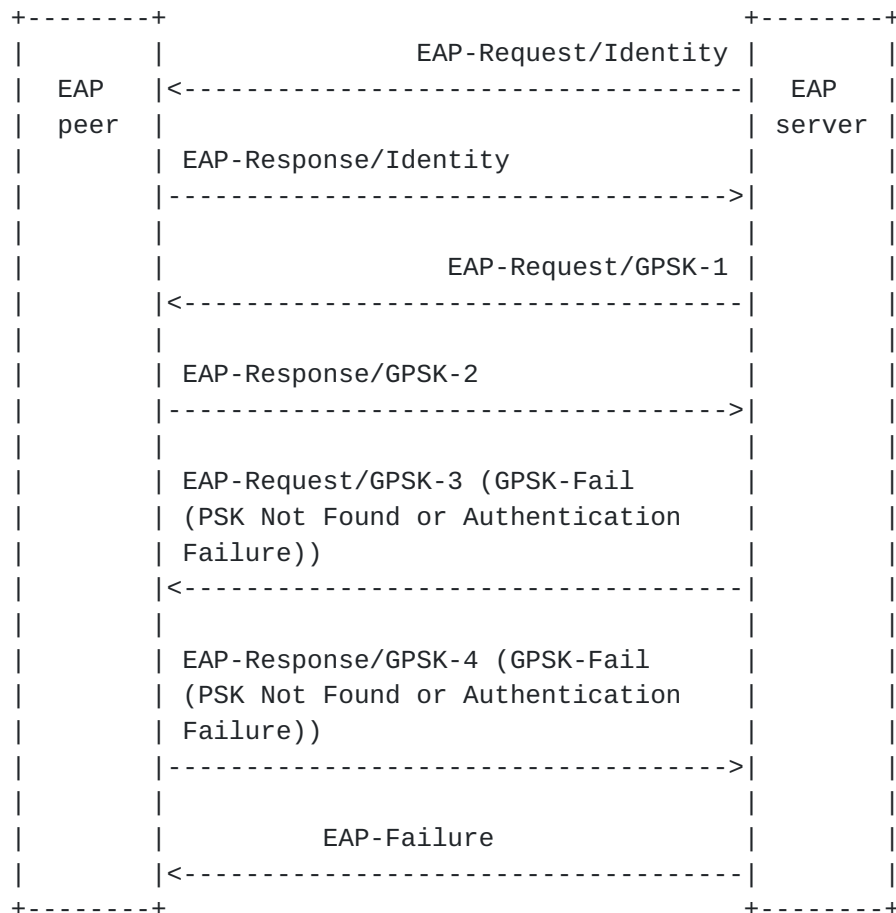 +--------+                                     +--------+
|        |                EAP-Request/Identity |        |
|  EAP   |<------------------------------------|  EAP   |
|  peer  |                                     | server |
|        | EAP-Response/Identity               |        |
|        |------------------------------------>|        |
|        |                                     |        |
|        |                  EAP-Request/GPSK-1 |        |
|        |<------------------------------------|        |
|        |                                     |        |
|        | EAP-Response/GPSK-2                 |        |
|        |------------------------------------>|        |
|        |                                     |        |
|        | EAP-Request/GPSK-3 (GPSK-Fail       |        |
|        | (PSK Not Found or Authentication    |        |
|        | Failure))                           |        |
|        |<------------------------------------|        |
|        |                                     |        |
|        | EAP-Response/GPSK-4 (GPSK-Fail      |        |
|        | (PSK Not Found or Authentication    |        |
|        | Failure))                           |        |
|        |------------------------------------>|        |
|        |                                     |        |
|        |          EAP-Failure                |        |
|        |<------------------------------------|        |
+--------+                                     +--------+